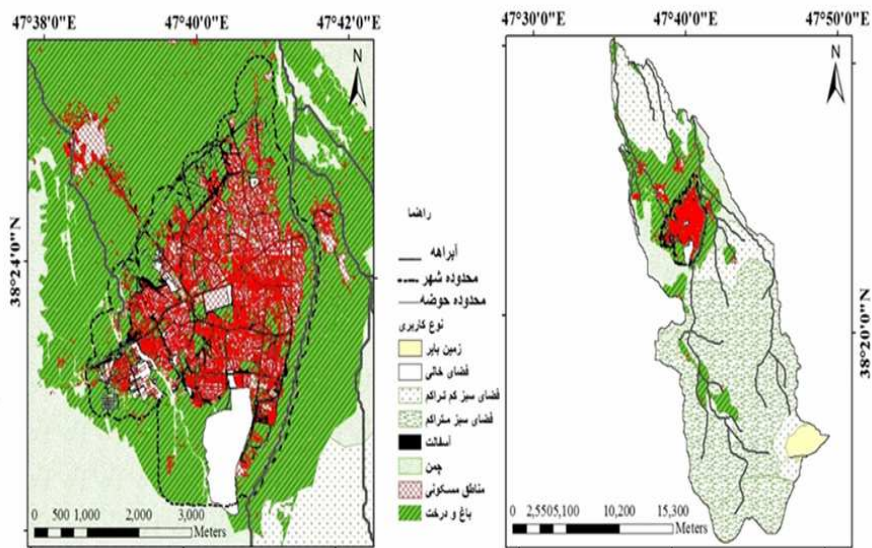 47°38'0"E 47°40'0"E 47°42'0"E
N
38°24'0"N
0 500 1,000 2,000 3,000
Meters
راهنما
آبراهه
محدوده شهر
محدوده حوضه
نوع کاربری
زمین بایر
فضای خالی
فضای سبز کم تراکم
فضای سبز متراکم
آسفالت
چمن
مناطق مسکونی
باغ و درخت
47°30'0"E 47°40'0"E 47°50'0"E
N
38°20'0"N
0 2,550 5,100 10,200 15,300
Meters